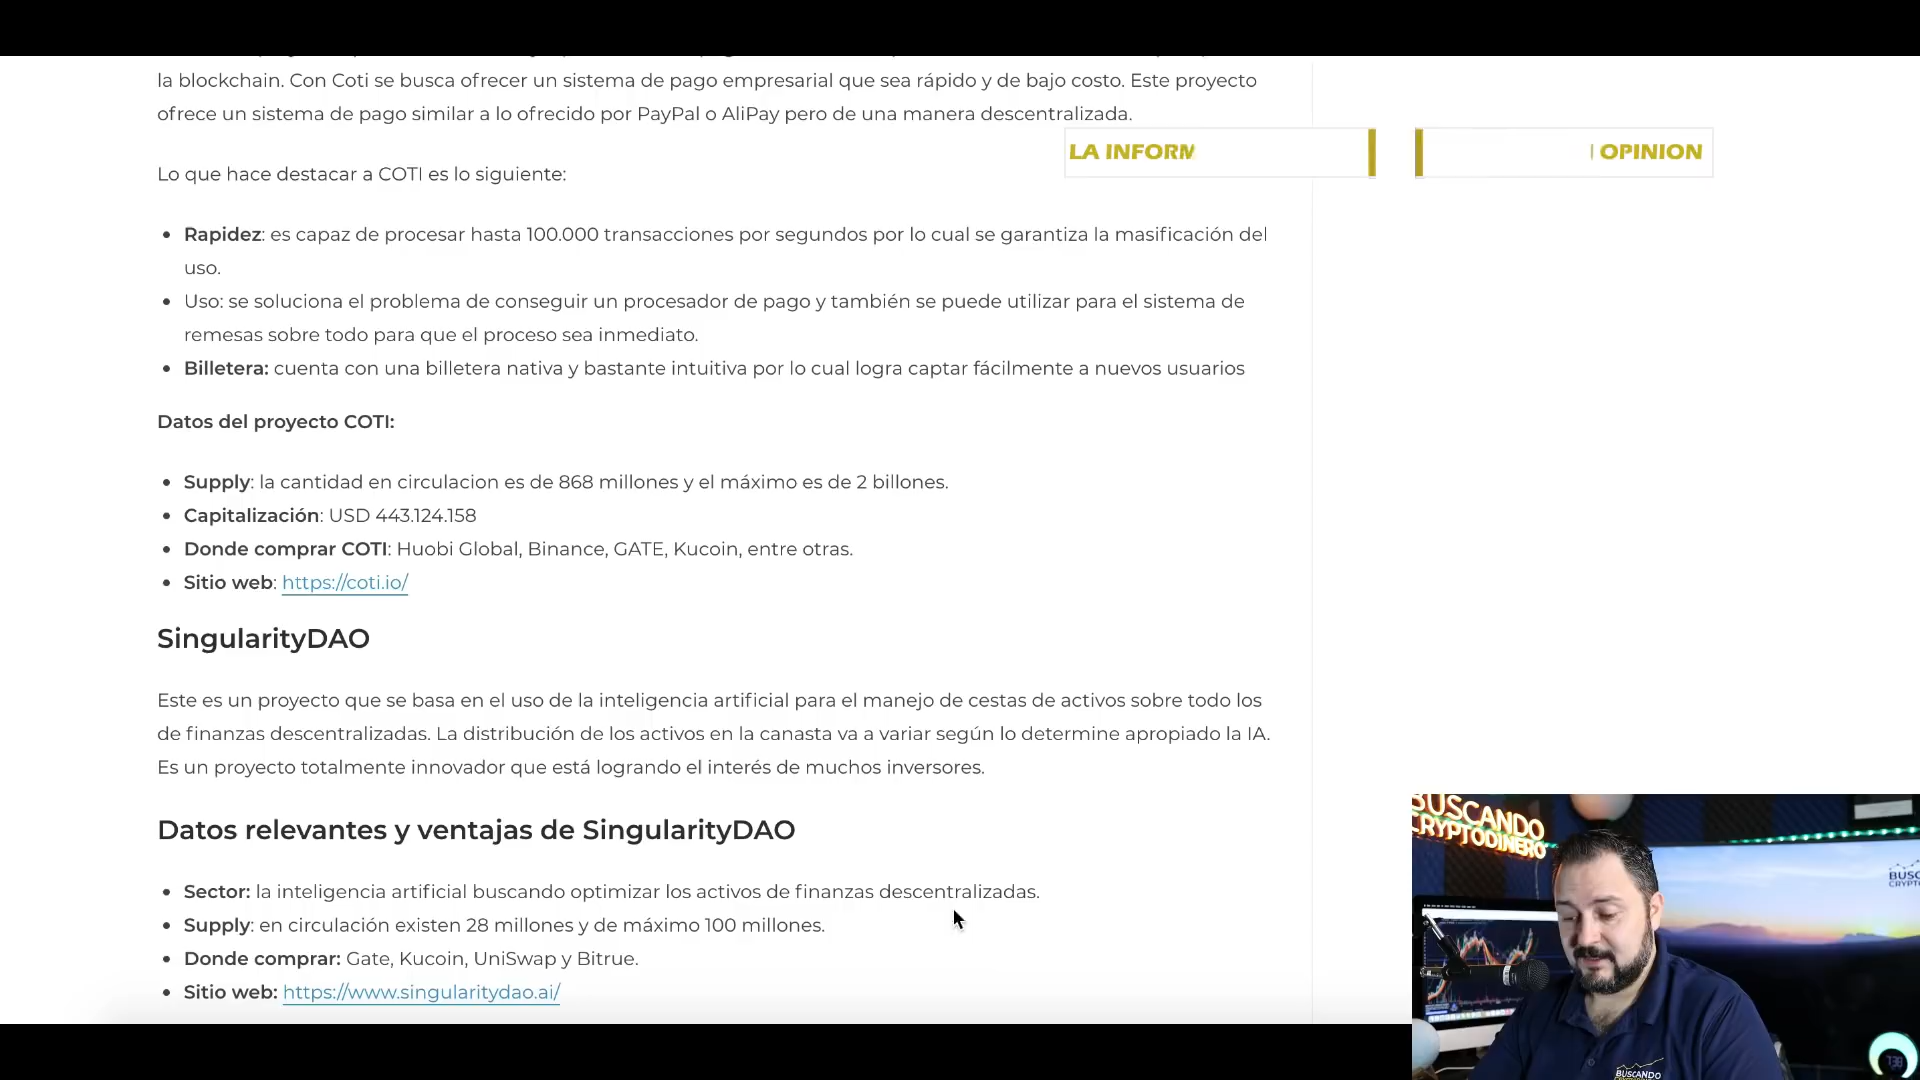 la blockchain. Con Coti se busca ofrecer un sistema de pago empresarial que sea rápido y de bajo costo. Este proyecto
ofrece un sistema de pago similar a lo ofrecido por PayPal o AliPay pero de una manera descentralizada.
LA INFORM
OPINION
Lo que hace destacar a COTI es lo siguiente:
• Rapidez: es capaz de procesar hasta 100.000 transacciones por segundos por lo cual se garantiza la masificación del
uso.
• Uso: se soluciona el problema de conseguir un procesador de pago y también se puede utilizar para el sistema de
remesas sobre todo para que el proceso sea inmediato.
• Billetera: cuenta con una billetera nativa y bastante intuitiva por lo cual logra captar fácilmente a nuevos usuarios
Datos del proyecto COTI:
• Supply: la cantidad en circulacion es de 868 millones y el máximo es de 2 billones.
• Capitalización: USD 443.124.158
• Donde comprar COTI: Huobi Global, Binance, GATE, Kucoin, entre otras.
• Sitio web: https://coti.io/
SingularityDAO
Este es un proyecto que se basa en el uso de la inteligencia artificial para el manejo de cestas de activos sobre todo los
de finanzas descentralizadas. La distribución de los activos en la canasta va a variar según lo determine apropiado la IA.
Es un proyecto totalmente innovador que está logrando el interés de muchos inversores.
Datos relevantes y ventajas de SingularityDAO
• Sector: la inteligencia artificial buscando optimizar los activos de finanzas descentralizadas.
• Supply: en circulación existen 28 millones y de máximo 100 millones.
• Donde comprar: Gate, Kucoin, UniSwap y Bitrue.
• Sitio web: https://www.singularitydao.ai/
BUSCANDO
CRYPTODINERO
BUSC
CRYPT
BUSCANDO